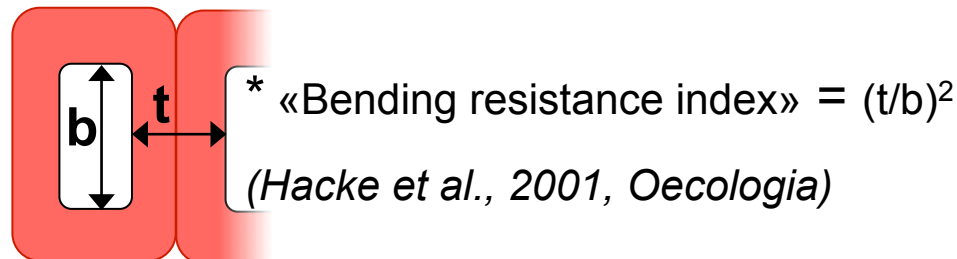 b
t
* «Bending resistance index» = (t/b)²
(Hacke et al., 2001, Oecologia)